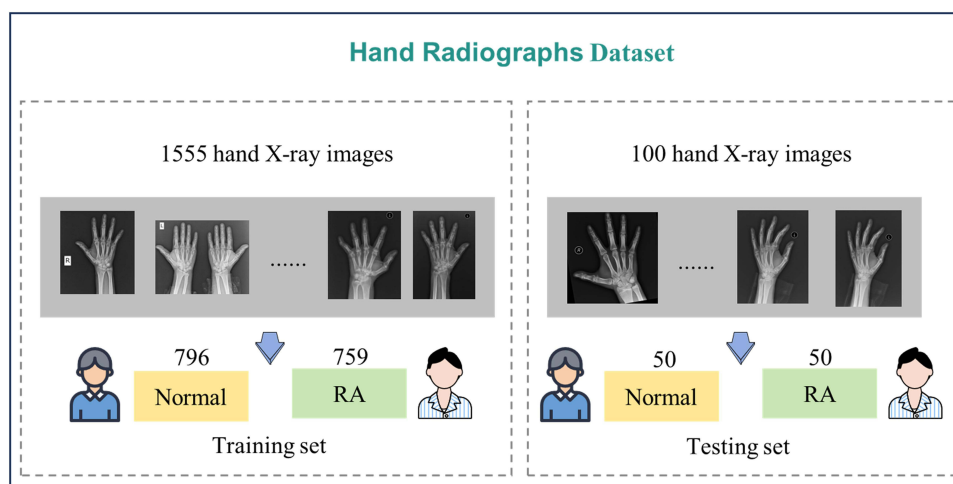 Hand Radiographs Dataset
1555 hand X-ray images
R
L
......
796
759
Normal
RA
Training set
100 hand X-ray images
R
......
50
50
Normal
RA
Testing set